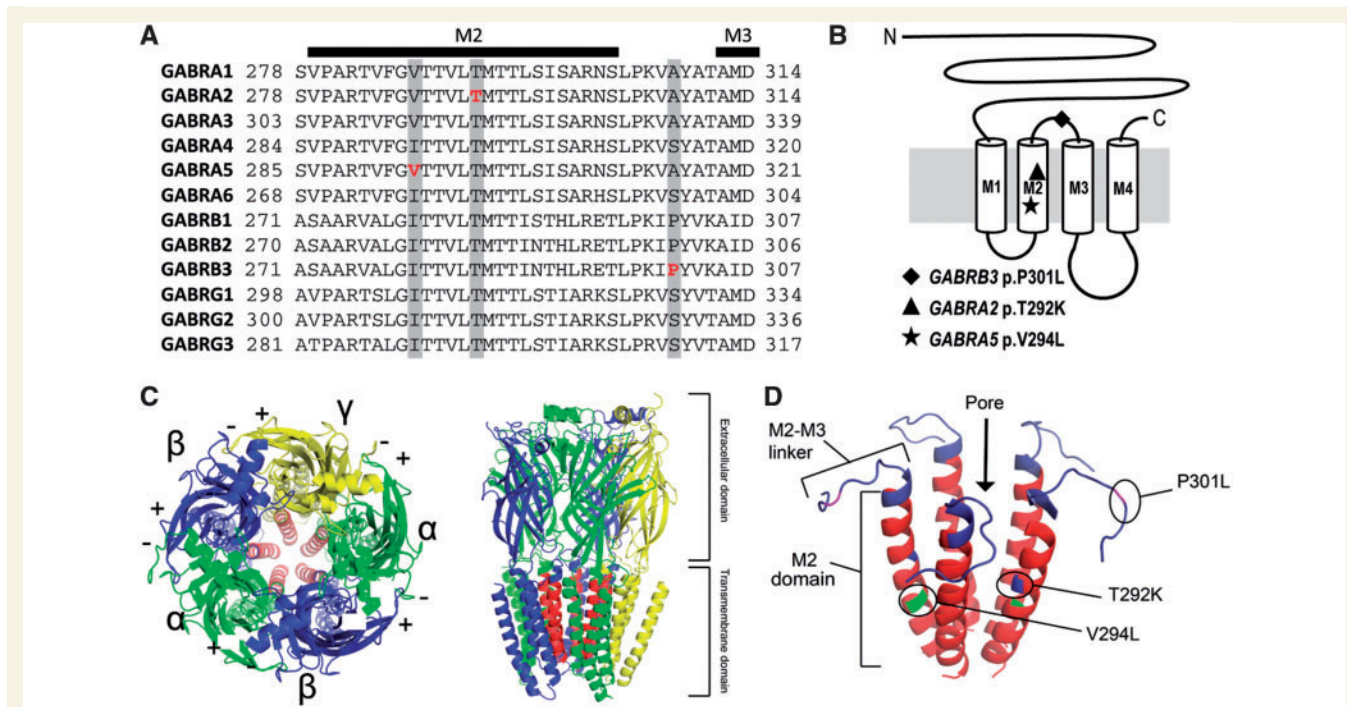 A
M2 M3
GABRA1 278 SVPARTVFGVTTVLTMTTLSISARNSLPKVAYATAMD 314
GABRA2 278 SVPARTVFGVTTVLTMTTLSISARNSLPKVAYATAMD 314
GABRA3 303 SVPARTVFGVTTVLTMTTLSISARNSLPKVAYATAMD 339
GABRA4 284 SVPARTVFGITTVLTMTTLSISARHSLPKVSYATAMD 320
GABRA5 285 SVPARTVFGVTTVLTMTTLSISARNSLPKVAYATAMD 321
GABRA6 268 SVPARTVFGITTVLTMTTLSISARHSLPKVSYATAMD 304
GABRB1 271 ASAARVALGITTVLTMTTISTHLRETLPKIPYVKAID 307
GABRB2 270 ASAARVALGITTVLTMTTINTHLRETLPKIPYVKAID 306
GABRB3 271 ASAARVALGITTVLTMTTINTHLRETLPKIPYVKAID 307
GABRG1 298 AVPARTSLGITTVLTMTTLSTIARKSLPKVSYVTAMD 334
GABRG2 300 AVPARTSLGITTVLTMTTLSTIARKSLPKVSYVTAMD 336
GABRG3 281 ATPARTALGITTVLTMTTLSTIARKSLPRVSYVTAMD 317
B
N
C
M1 M2 M3 M4
◆ GABRB3 p.P301L
▲ GABRA2 p.T292K
★ GABRA5 p.V294L
C
γ
+ -
- +
β
α
+
- -
α
+
+
-
β
Extracellular domain
Transmembrane domain
D
Pore
M2-M3
linker
P301L
M2
domain
T292K
V294L